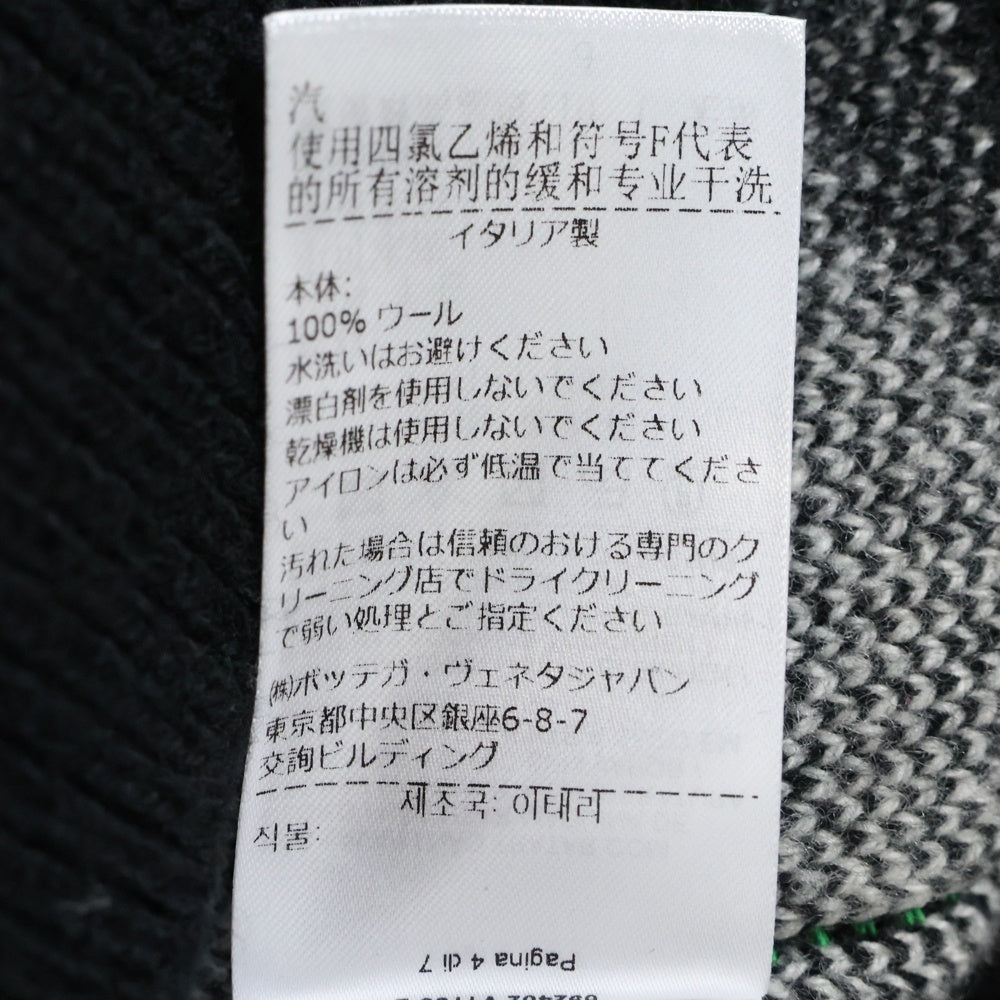 汽
使用四氯乙烯和符号F代表
的所有溶剂的缓和专业干洗
イタリア製
本体:
100% ウール
水洗いはお避けください
漂白剤を使用しないでください
乾燥機は使用しないでください
アイロンは必ず低温で当ててくださ
い
汚れた場合は信頼のおける専門のク
リーニング店でドライクリーニング
で弱い処理とご指定ください
(株)ボッテガ・ヴェネタジャパン
東京都中央区銀座6-8-7
交詢ビルディング
제조국: 이태리
직물:
Pagina 4 di 7